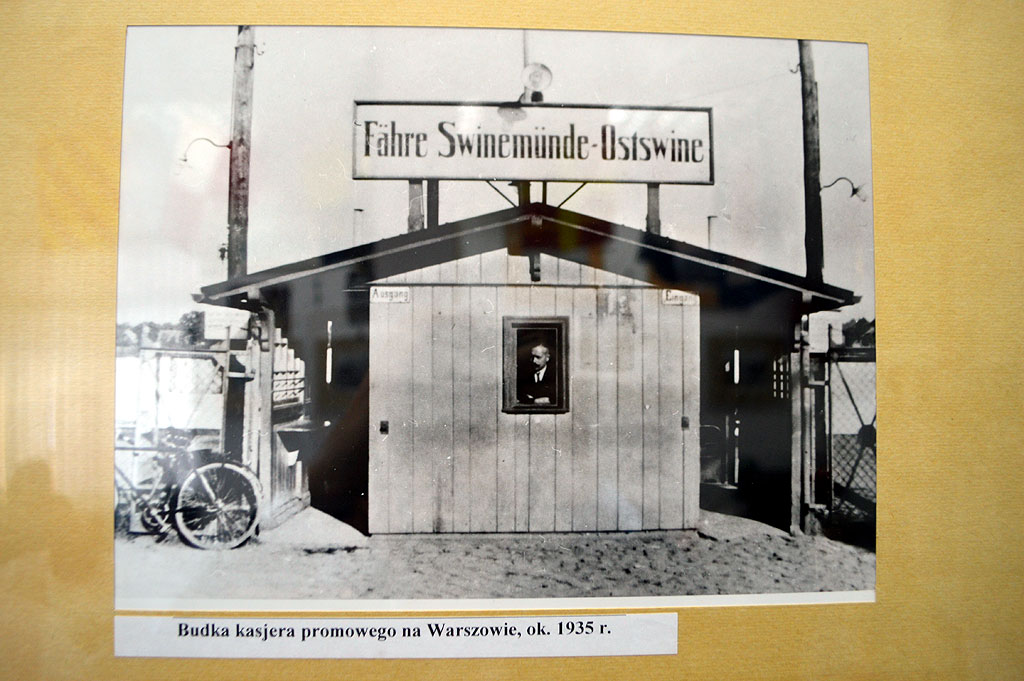 Fähre Swinemünde-Ostswine
Ausgang
Eingang
Budka kasjera promowego na Warszowie, ok. 1935 r.